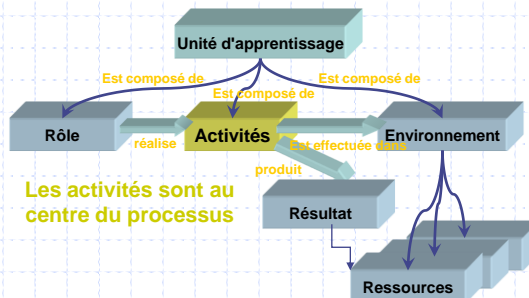 Unité d'apprentissage
Est composé de
Est composé de
Est composé de
Rôle
réalise
Activités
Est effectuée dans
Environnement
produit
Les activités sont au
centre du processus
Résultat
Ressources